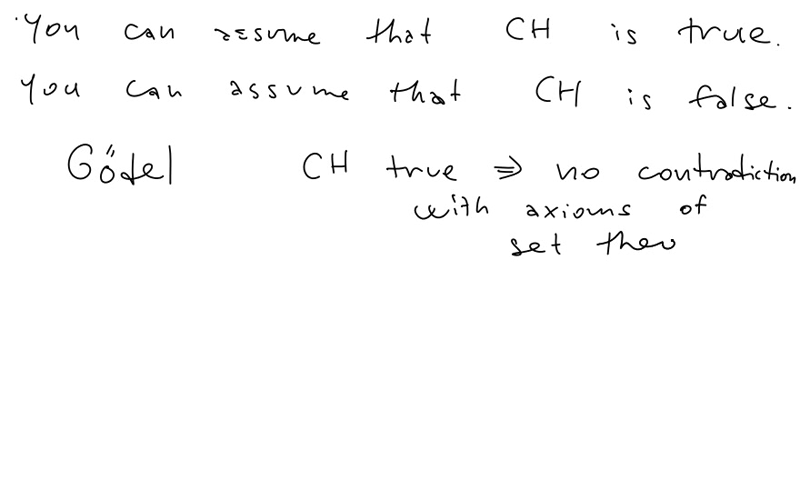 You can assume that CH is true.
You can assume that CH is false.
Gödel CH true ⇒ no contradiction
with axioms of
set theo